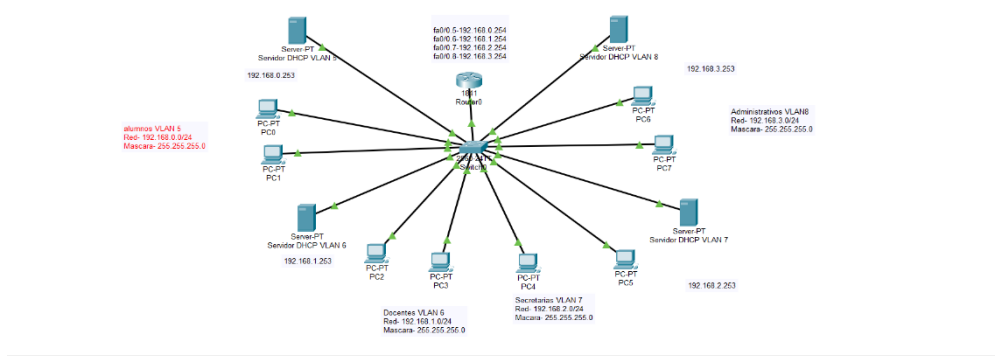 fa0/0.5-192.168.0.254
fa0/0.6-192.168.1.254
fa0/0.7-192.168.2.254
fa0/0.8-192.168.3.254
Server-PT
Servidor DHCP VLAN 5
192.168.0.253
Server-PT
Servidor DHCP VLAN 8
192.168.3.253
1841
Router0
PC-PT
PC0
PC-PT
PC6
Administrativos VLAN8
Red- 192.168.3.0/24
Mascara- 255.255.255.0
alumnos VLAN 5
Red- 192.168.0.0/24
Mascara- 255.255.255.0
PC-PT
PC1
2960-24TT
Switch0
PC-PT
PC7
Server-PT
Servidor DHCP VLAN 6
192.168.1.253
Server-PT
Servidor DHCP VLAN 7
192.168.2.253
PC-PT
PC2
PC-PT
PC3
PC-PT
PC4
PC-PT
PC5
Docentes VLAN 6
Red- 192.168.1.0/24
Mascara- 255.255.255.0
Secretarias VLAN 7
Red- 192.168.2.0/24
Macara- 255.255.255.0